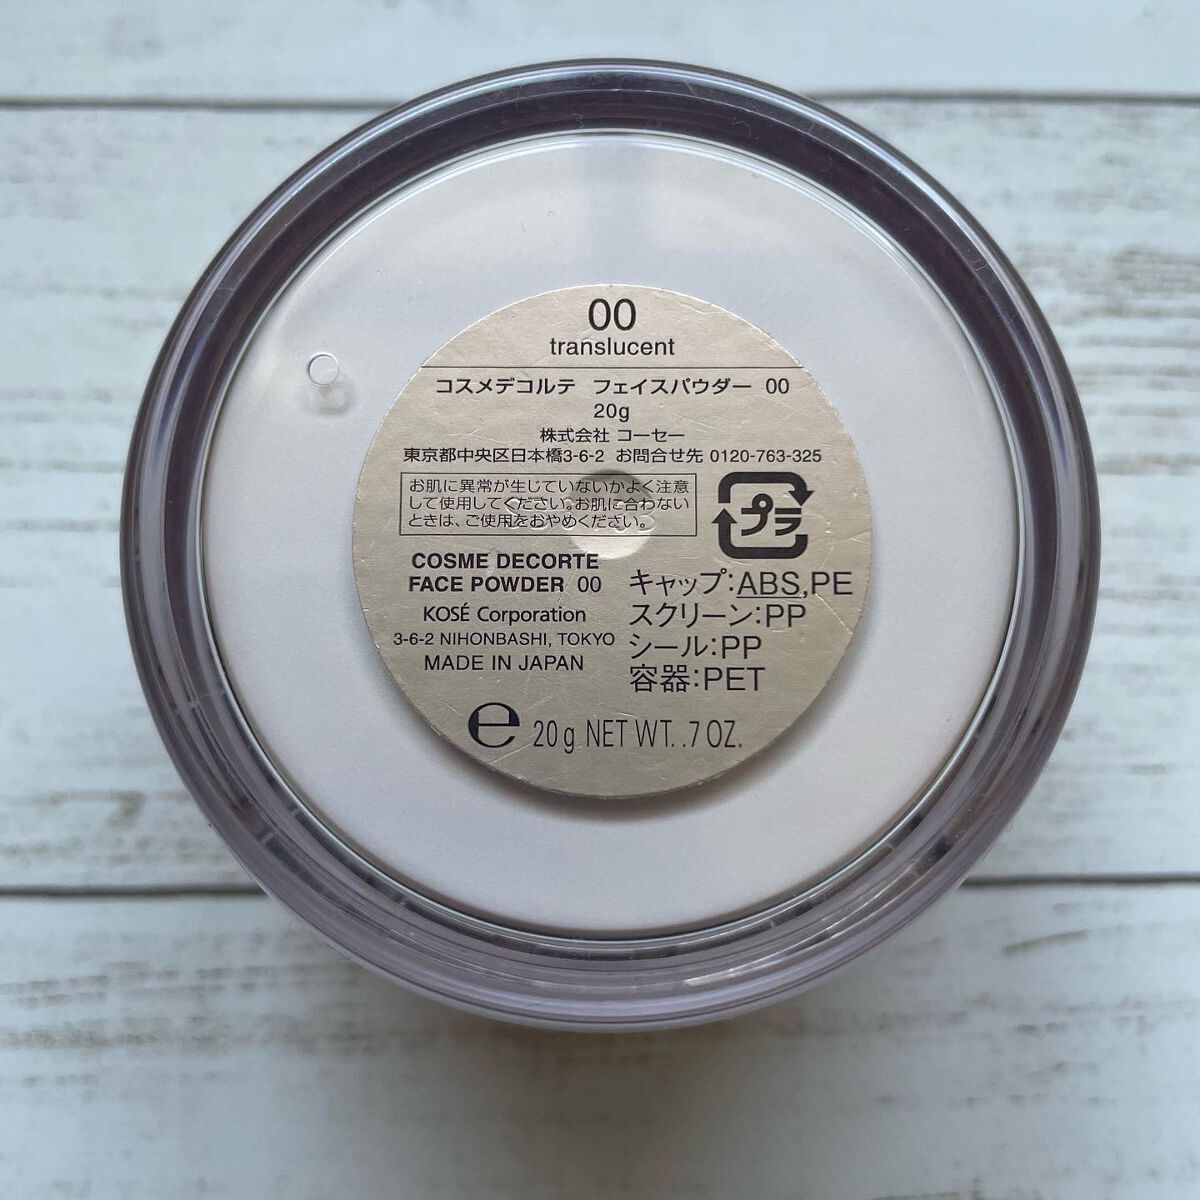 00
translucent
コスメデコルテ フェイスパウダー 00
20g
株式会社 コーセー
東京都中央区日本橋3-6-2 お問合せ先 0120-763-325
お肌に異常が生じていないかよく注意
して使用してください。お肌に合わない
ときは、ご使用をおやめください。
プラ
COSME DECORTE
FACE POWDER 00
KOSÉ Corporation
3-6-2 NIHONBASHI, TOKYO
MADE IN JAPAN
キャップ:ABS,PE
スクリーン:PP
シール:PP
容器:PET
e 20g NET WT. .7 OZ.